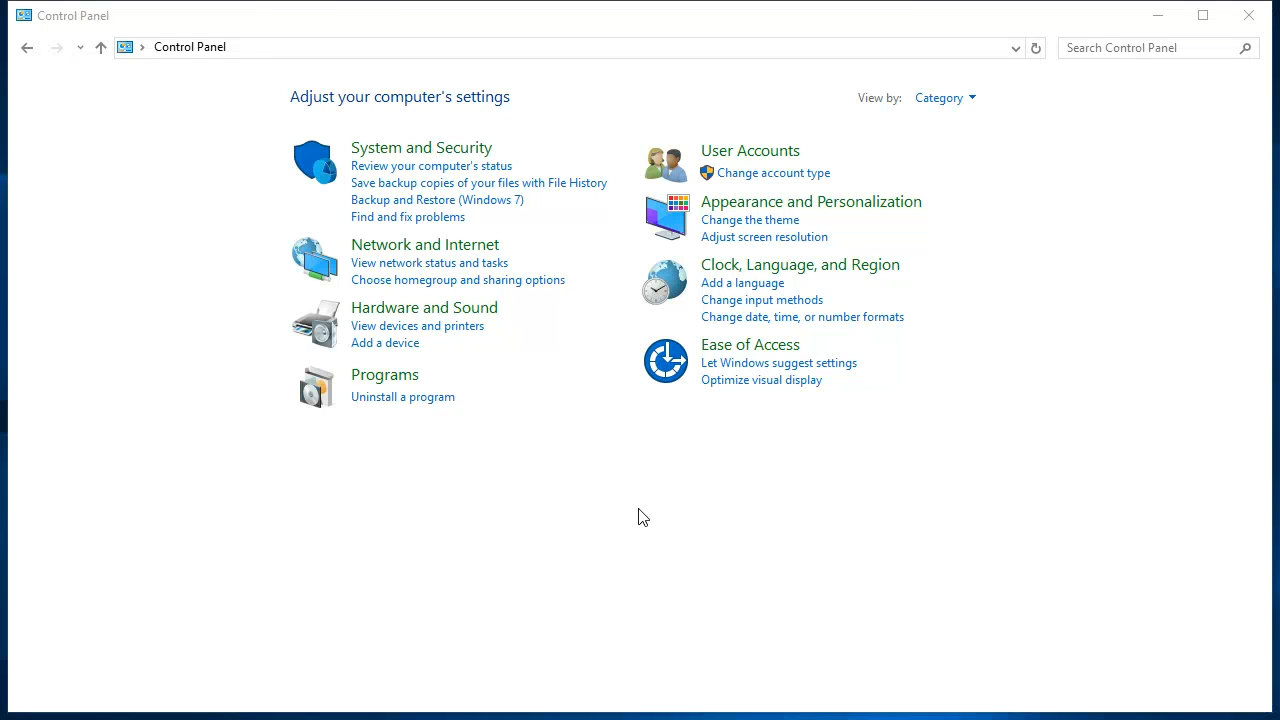 Control Panel
Control Panel
Search Control Panel
Adjust your computer's settings
View by: Category
System and Security
Review your computer's status
Save backup copies of your files with File History
Backup and Restore (Windows 7)
Find and fix problems
Network and Internet
View network status and tasks
Choose homegroup and sharing options
Hardware and Sound
View devices and printers
Add a device
Programs
Uninstall a program
User Accounts
Change account type
Appearance and Personalization
Change the theme
Adjust screen resolution
Clock, Language, and Region
Add a language
Change input methods
Change date, time, or number formats
Ease of Access
Let Windows suggest settings
Optimize visual display